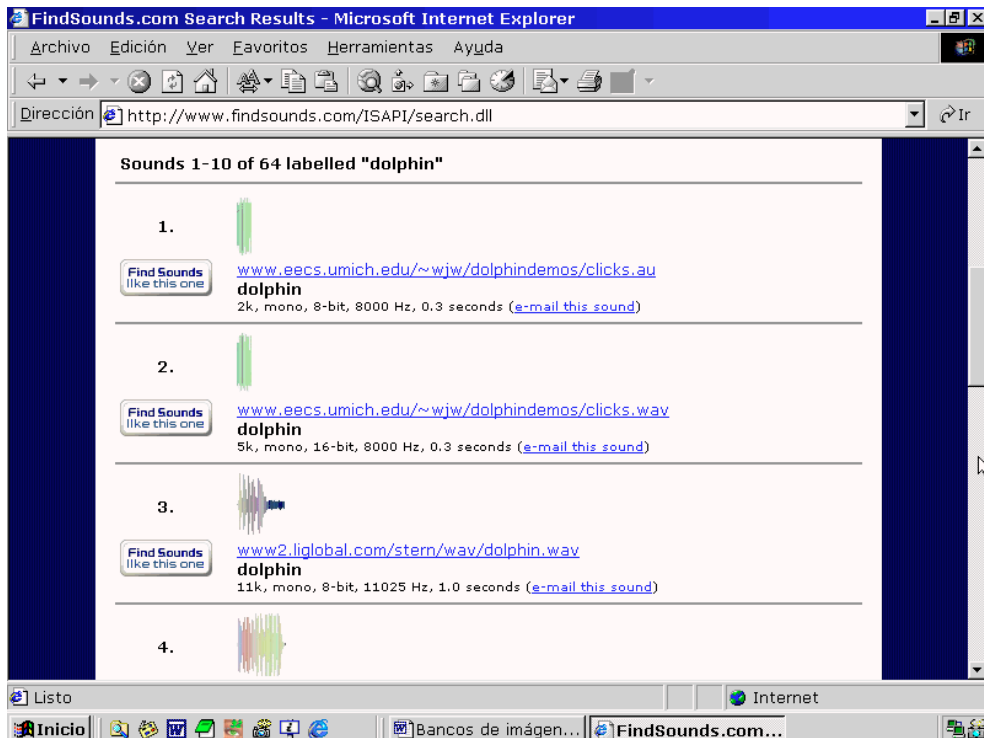 FindSounds.com Search Results - Microsoft Internet Explorer
Archivo Edición Ver Favoritos Herramientas Ayuda
Dirección http://www.findsounds.com/ISAPI/search.dll Ir
Sounds 1-10 of 64 labelled "dolphin"
1.
Find Sounds
like this one
www.eecs.umich.edu/~wjw/dolphindemos/clicks.au
dolphin
2k, mono, 8-bit, 8000 Hz, 0.3 seconds (e-mail this sound)
2.
Find Sounds
like this one
www.eecs.umich.edu/~wjw/dolphindemos/clicks.wav
dolphin
5k, mono, 16-bit, 8000 Hz, 0.3 seconds (e-mail this sound)
3.
Find Sounds
like this one
www2.liglobal.com/stern/wav/dolphin.wav
dolphin
11k, mono, 8-bit, 11025 Hz, 1.0 seconds (e-mail this sound)
4.
Listo Internet
Inicio Bancos de imágen... FindSounds.com...